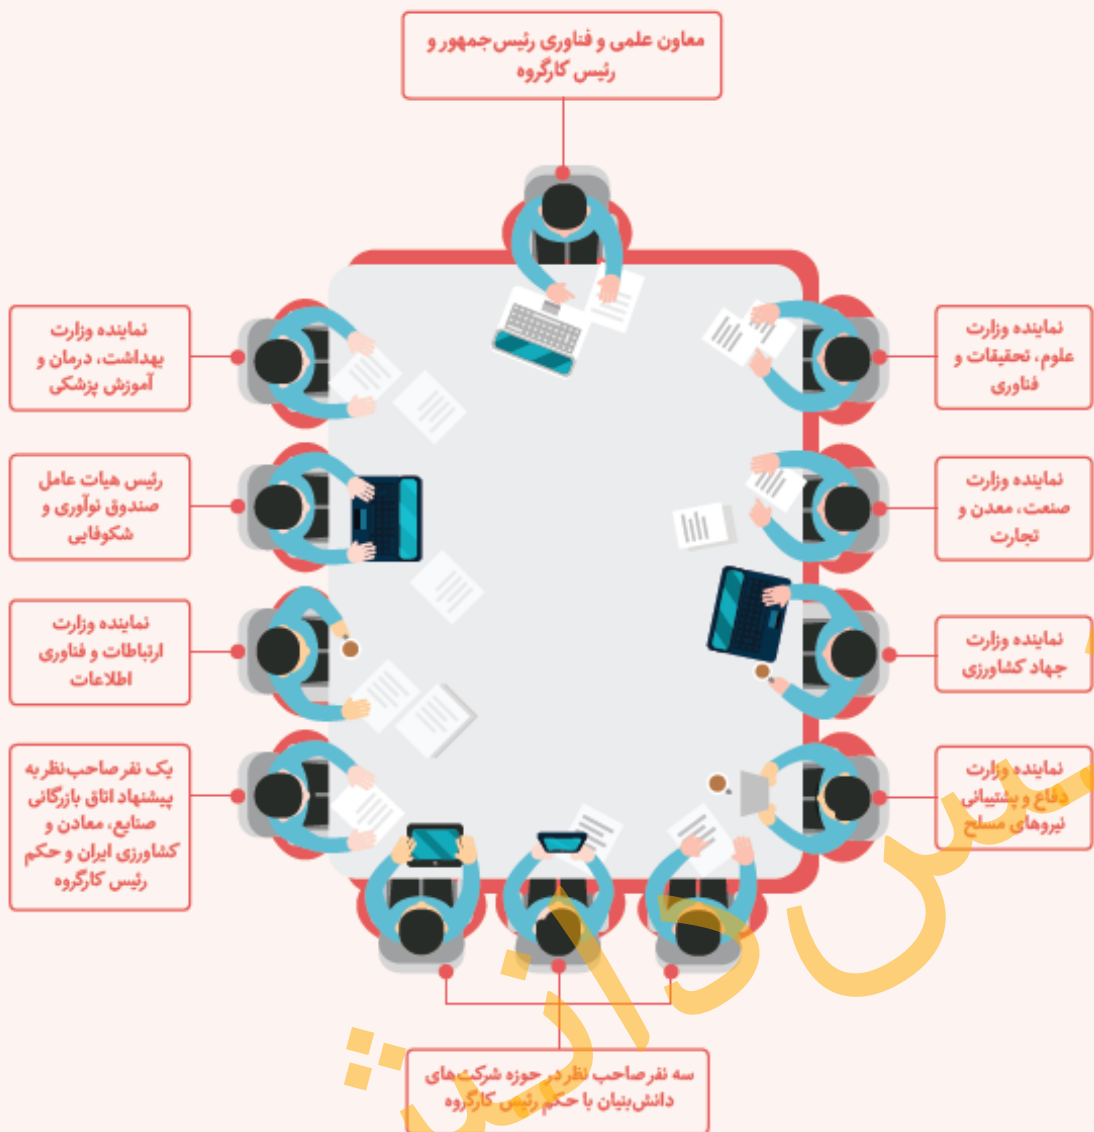 معاون علمی و فناوری رئیس‌جمهور و
رئیس کارگروه
نماینده وزارت
علوم، تحقیقات و
فناوری
نماینده وزارت
بهداشت، درمان و
آموزش پزشکی
نماینده وزارت
صنعت، معدن و
تجارت
رئیس هیات عامل
صندوق نوآوری و
شکوفایی
نماینده وزارت
جهاد کشاورزی
نماینده وزارت
ارتباطات و فناوری
اطلاعات
نماینده وزارت
دفاع و پشتیبانی
نیروهای مسلح
یک نفر صاحب‌نظر به
پیشنهاد اتاق بازرگانی
صنایع، معادن و
کشاورزی ایران و حکم
رئیس کارگروه
سه نفر صاحب نظر در حوزه شرکت‌های
دانش‌بنیان با حکم رئیس کارگروه